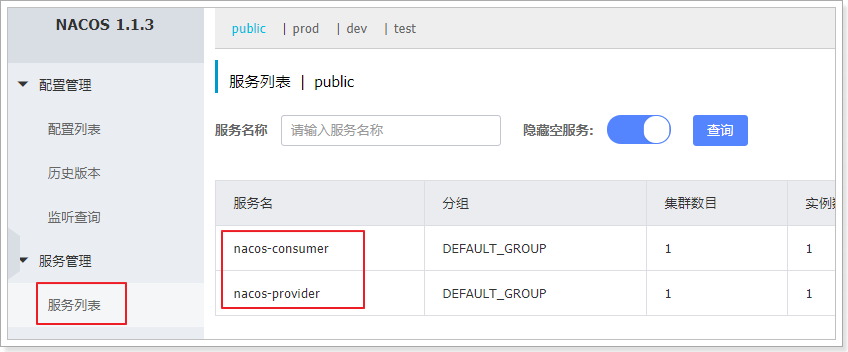 NACOS 1.1.3
配置管理
配置列表
历史版本
监听查询
服务管理
服务列表
public | prod | dev | test
服务列表 | public
服务名称 请输入服务名称 隐藏空服务: 查询
服务名 分组 集群数目 实例
nacos-consumer DEFAULT_GROUP 1 1
nacos-provider DEFAULT_GROUP 1 1